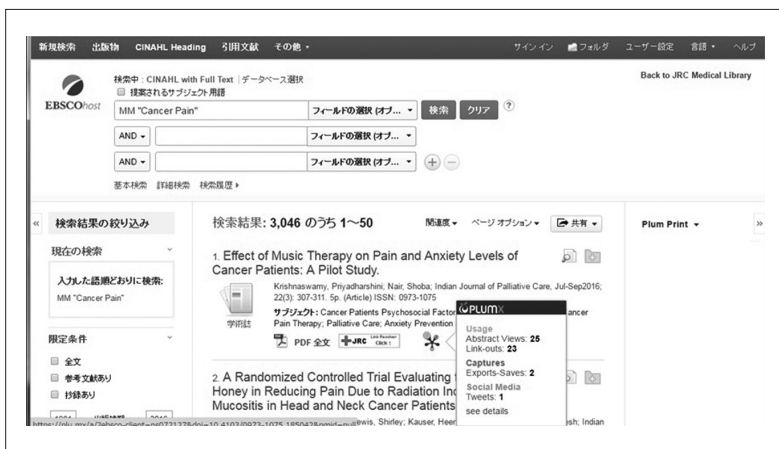 新規検索 出版物 CINAHL Heading 引用文献 その他 サインイン フォルダ ユーザー設定 言語 ヘルプ
検索中 : CINAHL with Full Text | データベース選択 Back to JRC Medical Library
提案されるサブジェクト用語
EBSCOhost
MM "Cancer Pain" フィールドの選択 (オプ... 検索 クリア ?
AND フィールドの選択 (オプ...
AND フィールドの選択 (オプ... + −
基本検索 詳細検索 検索履歴
« 検索結果の絞り込み 検索結果: 3,046 のうち 1～50 関連度 ページ オプション 共有 Plum Print »
現在の検索
入力した語順どおりに検索:
MM "Cancer Pain"
限定条件
全文
参考文献あり
抄録あり
1. Effect of Music Therapy on Pain and Anxiety Levels of
Cancer Patients: A Pilot Study.
Krishnaswamy, Priyadharshini; Nair, Shoba; Indian Journal of Palliative Care, Jul-Sep2016;
22(3): 307-311. 5p. (Article) ISSN: 0973-1075
サブジェクト: Cancer Patients Psychosocial Factor ancer
Pain Therapy; Palliative Care; Anxiety Prevention
学術誌
PDF 全文 JRC Link Resolver Click !
PLUMX
Usage
Abstract Views: 25
Link-outs: 23
Captures
Exports-Saves: 2
Social Media
Tweets: 1
see details
2. A Randomized Controlled Trial Evaluating
Honey in Reducing Pain Due to Radiation In
Mucositis in Head and Neck Cancer Patients
ewis, Shirley; Kauser, Heer esh; Indian